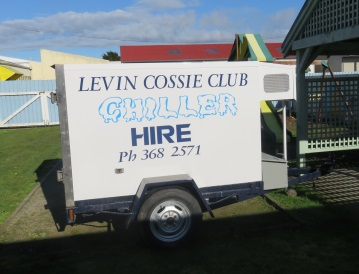 LEVIN COSSIE CLUB
CHILLER
HIRE
Ph 368 2571